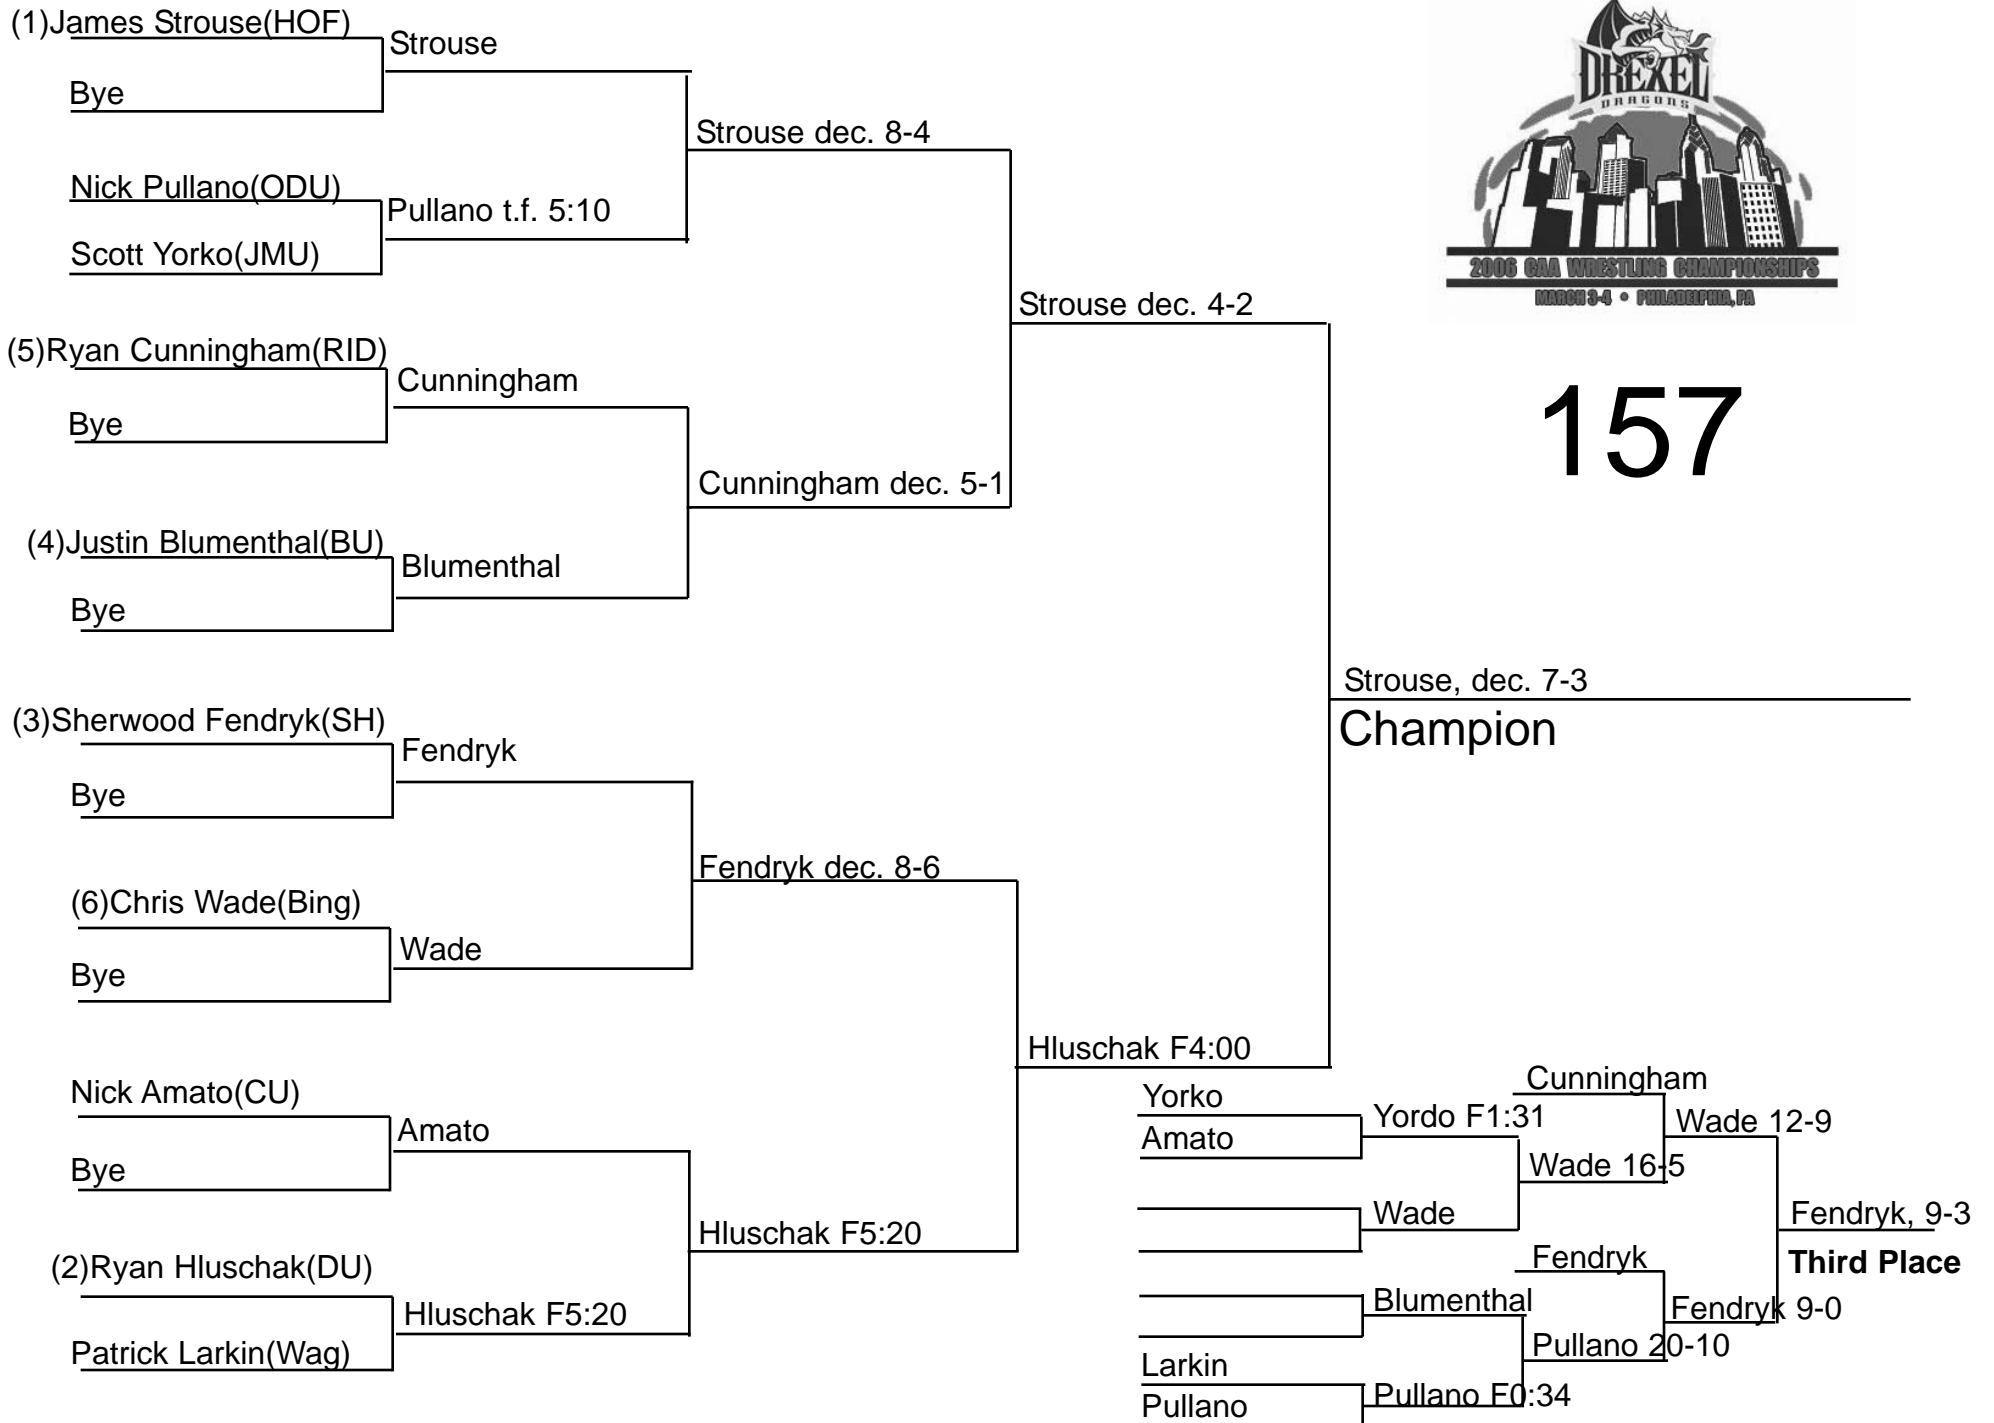 (1)James Strouse(HOF)
Strouse
Bye
Strouse dec. 8-4
Nick Pullano(ODU)
Pullano t.f. 5:10
Scott Yorko(JMU)
Strouse dec. 4-2
(5)Ryan Cunningham(RID)
Cunningham
Bye
Cunningham dec. 5-1
(4)Justin Blumenthal(BU)
Blumenthal
Bye
DREXEL
DRAGONS
2006 CAA WRESTLING CHAMPIONSHIPS
MARCH 3-4 • PHILADELPHIA, PA
157
Strouse, dec. 7-3
Champion
(3)Sherwood Fendryk(SH)
Fendryk
Bye
Fendryk dec. 8-6
(6)Chris Wade(Bing)
Wade
Bye
Hluschak F4:00
Nick Amato(CU)
Amato
Bye
Hluschak F5:20
(2)Ryan Hluschak(DU)
Hluschak F5:20
Patrick Larkin(Wag)
Yorko
Yordo F1:31
Amato
Cunningham
Wade 12-9
Wade 16-5
Wade
Fendryk, 9-3
Third Place
Fendryk
Blumenthal
Fendryk 9-0
Pullano 20-10
Larkin
Pullano F0:34
Pullano